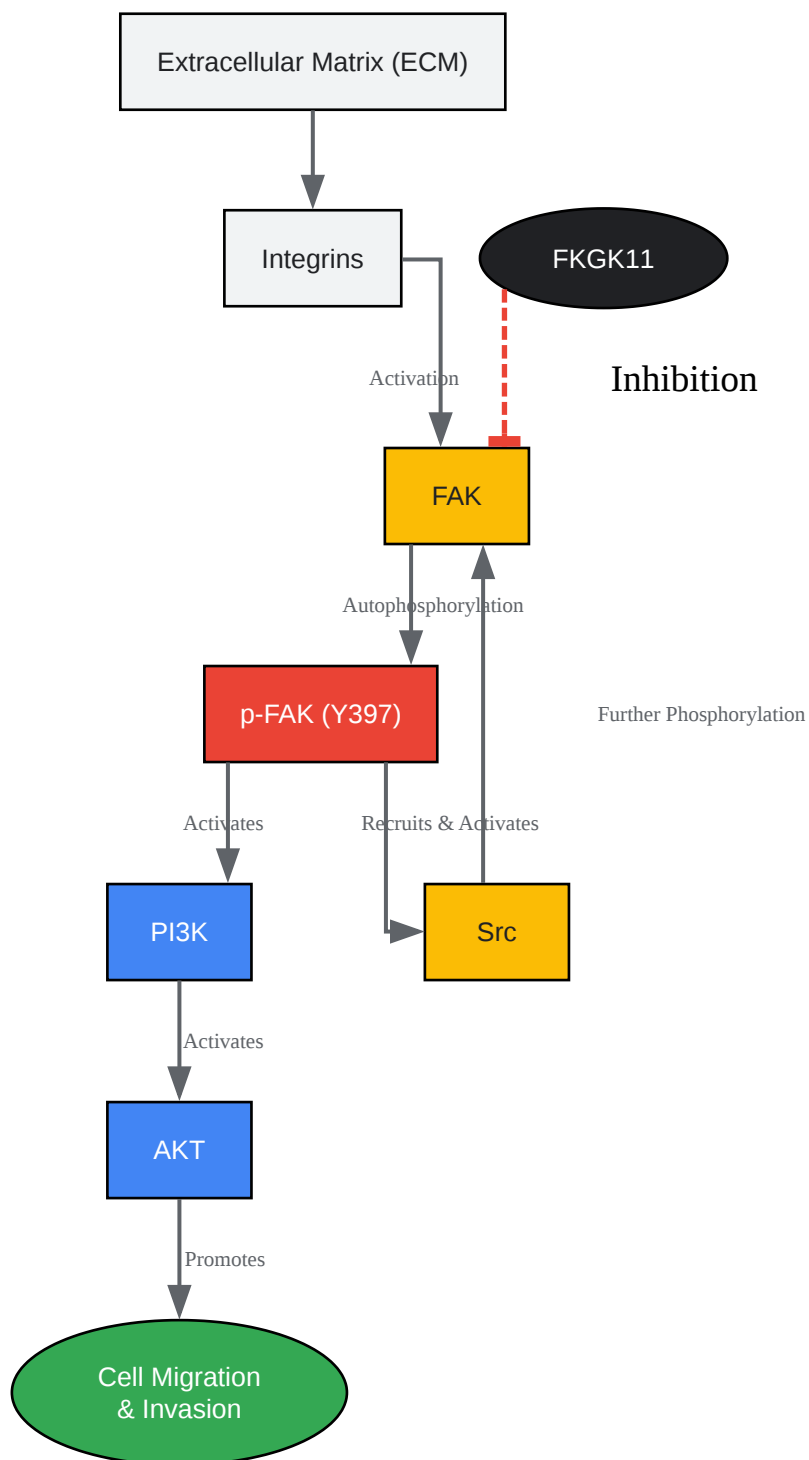 Extracellular Matrix (ECM)
Integrins
FKGK11
Activation
Inhibition
FAK
Autophosphorylation
p-FAK (Y397)
Further Phosphorylation
Activates
Recruits & Activates
PI3K
Src
Activates
AKT
Promotes
Cell Migration
& Invasion